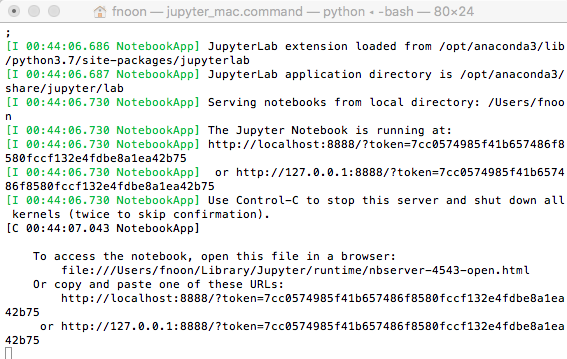 fnoon — jupyter_mac.command — python ◂ -bash — 80×24
;
[I 00:44:06.686 NotebookApp] JupyterLab extension loaded from /opt/anaconda3/lib
/python3.7/site-packages/jupyterlab
[I 00:44:06.687 NotebookApp] JupyterLab application directory is /opt/anaconda3/
share/jupyter/lab
[I 00:44:06.730 NotebookApp] Serving notebooks from local directory: /Users/fnoo
n
[I 00:44:06.730 NotebookApp] The Jupyter Notebook is running at:
[I 00:44:06.730 NotebookApp] http://localhost:8888/?token=7cc0574985f41b657486f8
580fccf132e4fdbe8a1ea42b75
[I 00:44:06.730 NotebookApp]  or http://127.0.0.1:8888/?token=7cc0574985f41b6574
86f8580fccf132e4fdbe8a1ea42b75
[I 00:44:06.730 NotebookApp] Use Control-C to stop this server and shut down all
 kernels (twice to skip confirmation).
[C 00:44:07.043 NotebookApp]

    To access the notebook, open this file in a browser:
        file:///Users/fnoon/Library/Jupyter/runtime/nbserver-4543-open.html
    Or copy and paste one of these URLs:
        http://localhost:8888/?token=7cc0574985f41b657486f8580fccf132e4fdbe8a1ea
42b75
     or http://127.0.0.1:8888/?token=7cc0574985f41b657486f8580fccf132e4fdbe8a1ea
42b75